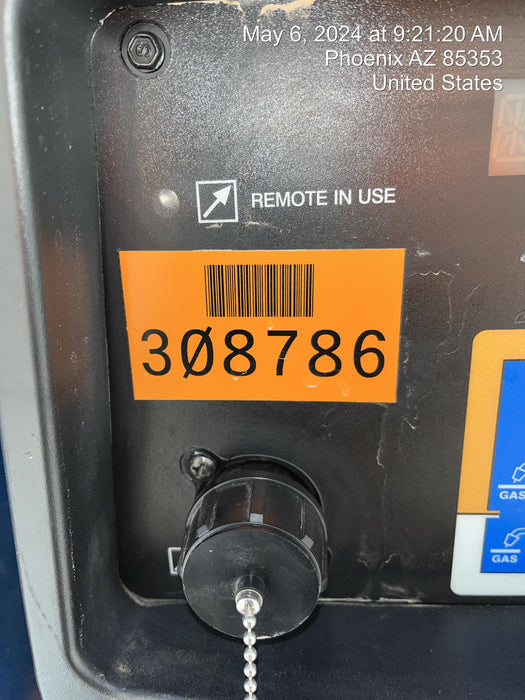 May 6, 2024 at 9:21:20 AM
Phoenix AZ 85353
United States
REMOTE IN USE
3Ø8786
GAS
GAS